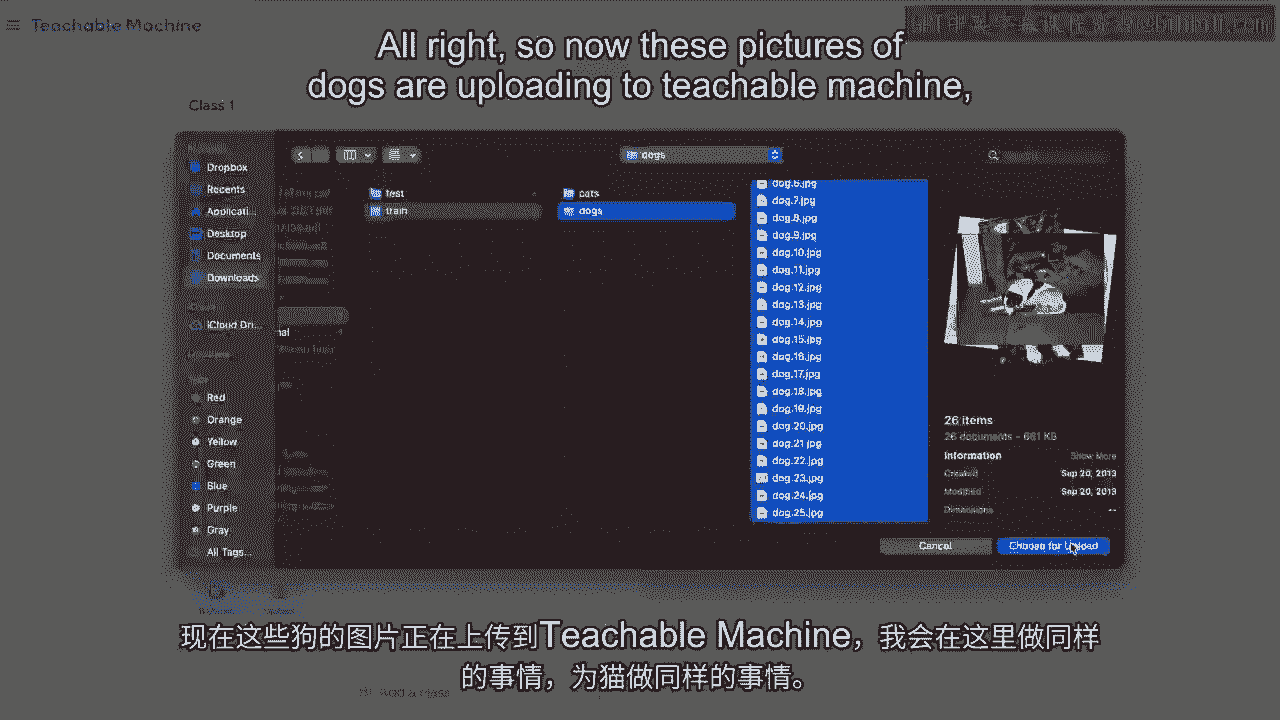 Teachable Machine
All right, so now these pictures of
dogs are uploading to teachable machine,
Class 1
dogs
Dropbox
Recents
Applicati...
Desktop
Documents
Downloads
iCloud Dri...
Red
Orange
Yellow
Green
Blue
Purple
Gray
All Tags...
test
train
cats
dogs
dog.6.jpg
dog.7.jpg
dog.8.jpg
dog.9.jpg
dog.10.jpg
dog.11.jpg
dog.12.jpg
dog.13.jpg
dog.14.jpg
dog.15.jpg
dog.16.jpg
dog.17.jpg
dog.18.jpg
dog.19.jpg
dog.20.jpg
dog.21.jpg
dog.22.jpg
dog.23.jpg
dog.24.jpg
dog.25.jpg
26 items
26 documents - 661 KB
Information Show More
Created Sep 20, 2013
Modified Sep 20, 2013
Dimensions --
Cancel
Choose for Upload
现在这些狗的图片正在上传到Teachable Machine，我会在这里做同样
的事情，为猫做同样的事情。
Add a class